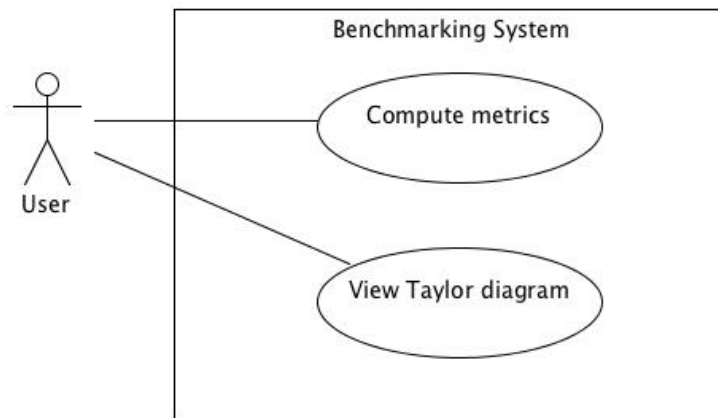 Benchmarking System
Compute metrics
User
View Taylor diagram